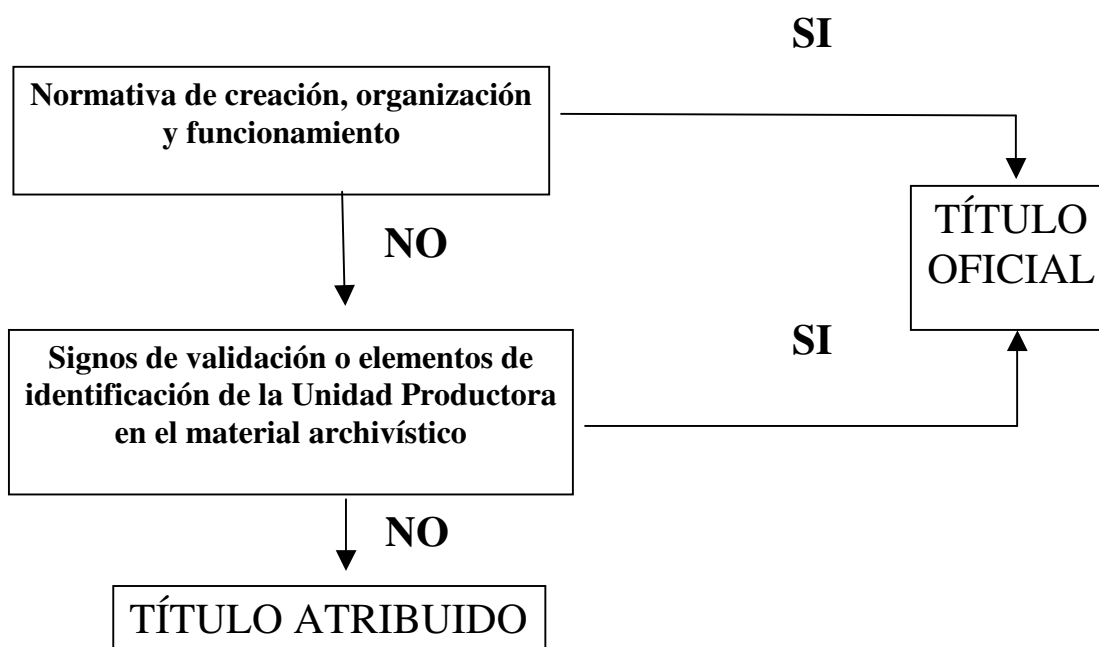 SI
Normativa de creación, organización
y funcionamiento
TÍTULO
OFICIAL
NO
SI
Signos de validación o elementos de
identificación de la Unidad Productora
en el material archivístico
NO
TÍTULO ATRIBUIDO